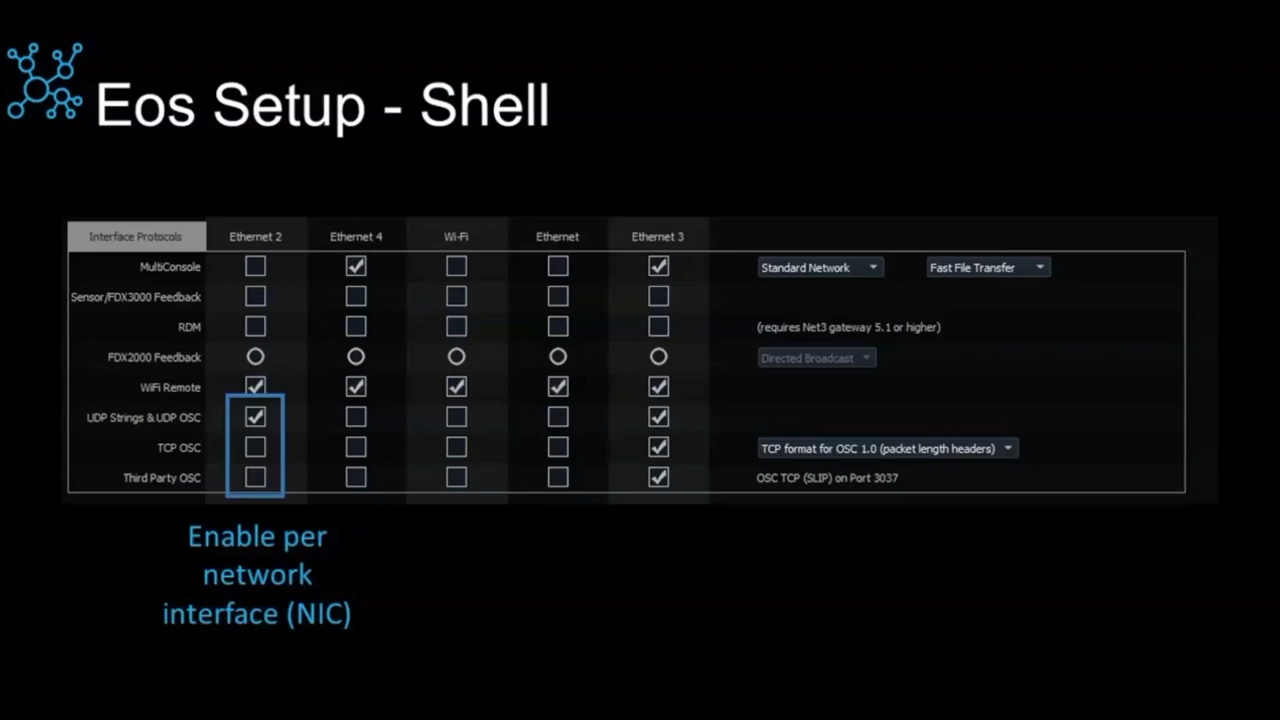 Eos Setup - Shell
Interface Protocols Ethernet 2 Ethernet 4 Wi-Fi Ethernet Ethernet 3
MultiConsole Standard Network Fast File Transfer
Sensor/FDX3000 Feedback
RDM (requires Net3 gateway 5.1 or higher)
FDX2000 Feedback Directed Broadcast
WiFi Remote
UDP Strings & UDP OSC
TCP OSC TCP format for OSC 1.0 (packet length headers)
Third Party OSC OSC TCP (SLIP) on Port 3037
Enable per
network
interface (NIC)